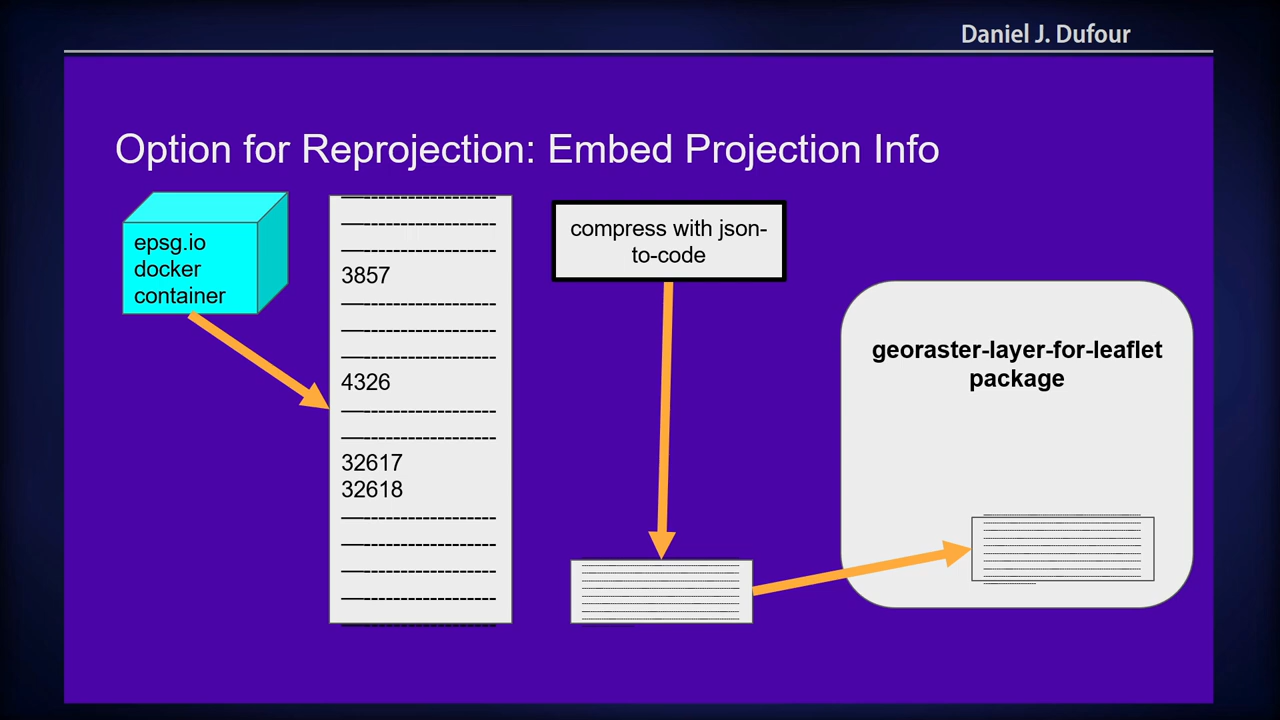 Daniel J. Dufour
Option for Reprojection: Embed Projection Info
epsg.io
docker
container
3857
4326
32617
32618
compress with json-
to-code
georaster-layer-for-leaflet
package